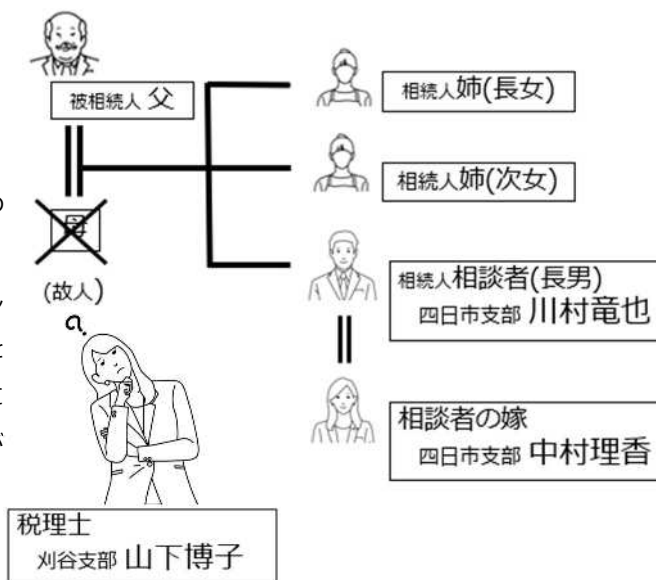 被相続人 父
相続人姉(長女)
相続人姉(次女)
母
(故人)
相続人相談者(長男)
四日市支部 川村竜也
相談者の嫁
四日市支部 中村理香
税理士
刈谷支部 山下博子